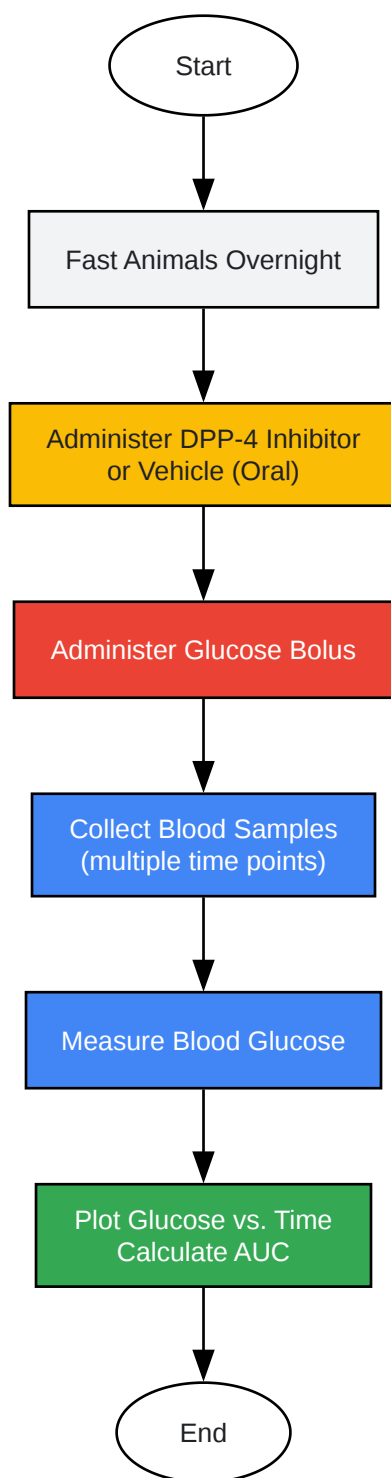 Start
Fast Animals Overnight
Administer DPP-4 Inhibitor
or Vehicle (Oral)
Administer Glucose Bolus
Collect Blood Samples
(multiple time points)
Measure Blood Glucose
Plot Glucose vs. Time
Calculate AUC
End